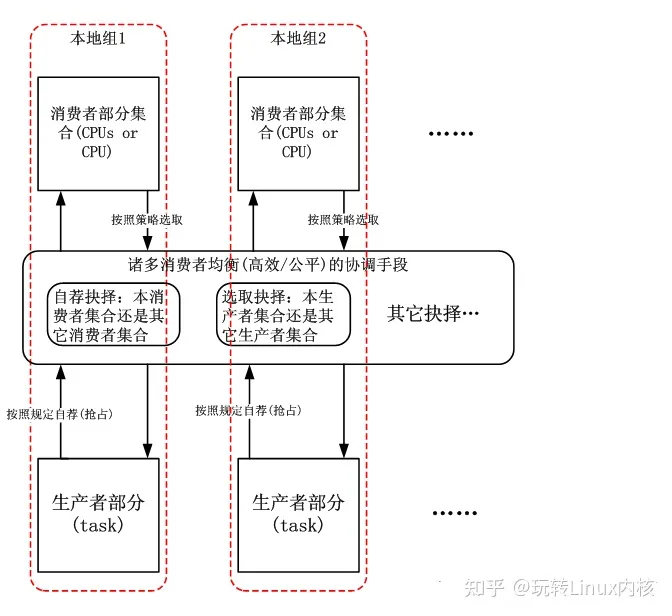 本地组1
本地组2
消费者部分集
合(CPUs or
CPU)
消费者部分集
合(CPUs or
CPU)
……
按照策略选取
按照策略选取
诸多消费者均衡(高效/公平)的协调手段
自荐抉择：本消
费者集合还是其
它消费者集合
选取抉择：本生
产者集合还是其
它生产者集合
其它抉择…
按照规定自荐(抢占)
按照规定自荐(抢占)
生产者部分
(task)
生产者部分
(task)
……
知乎 @玩转Linux内核